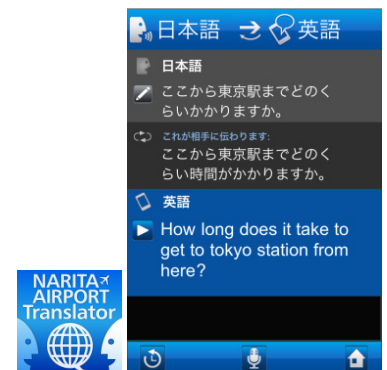 日本語 英語
日本語
ここから東京駅までどのく
らいかかりますか。
これが相手に伝わります:
ここから東京駅までどのく
らい時間がかかりますか。
英語
How long does it take to
get to tokyo station from
here?
NARITA
AIRPORT
Translator